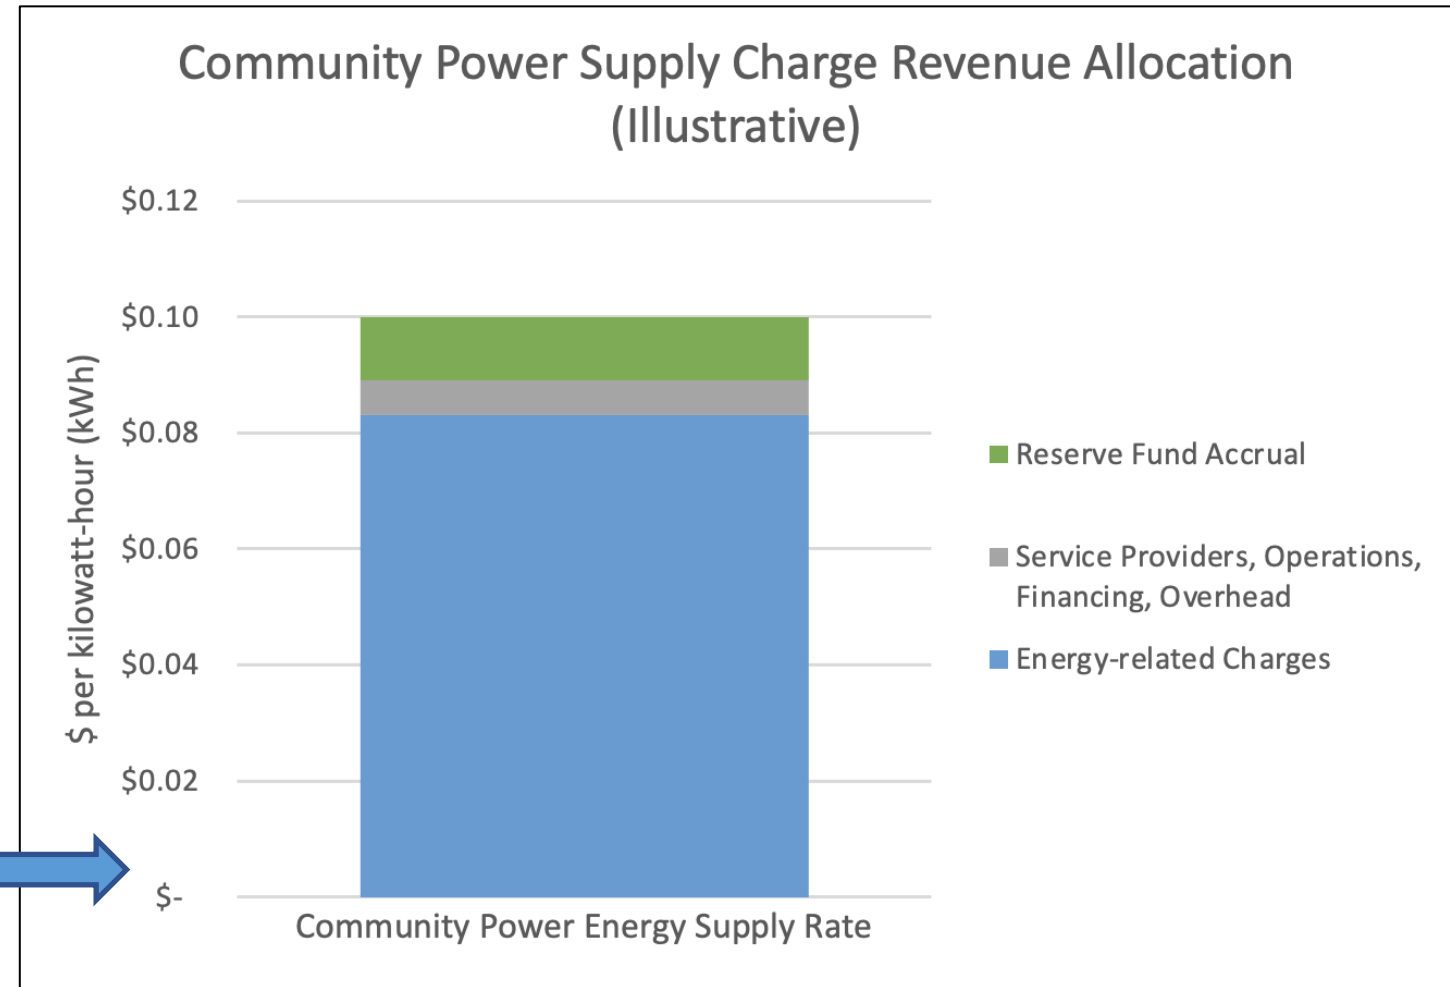 Community Power Supply Charge Revenue Allocation
(Illustrative)
$0.12
$0.10
$0.08
$0.06
$0.04
$0.02
$-
$ per kilowatt-hour (kWh)
Community Power Energy Supply Rate
Reserve Fund Accrual
Service Providers, Operations,
Financing, Overhead
Energy-related Charges